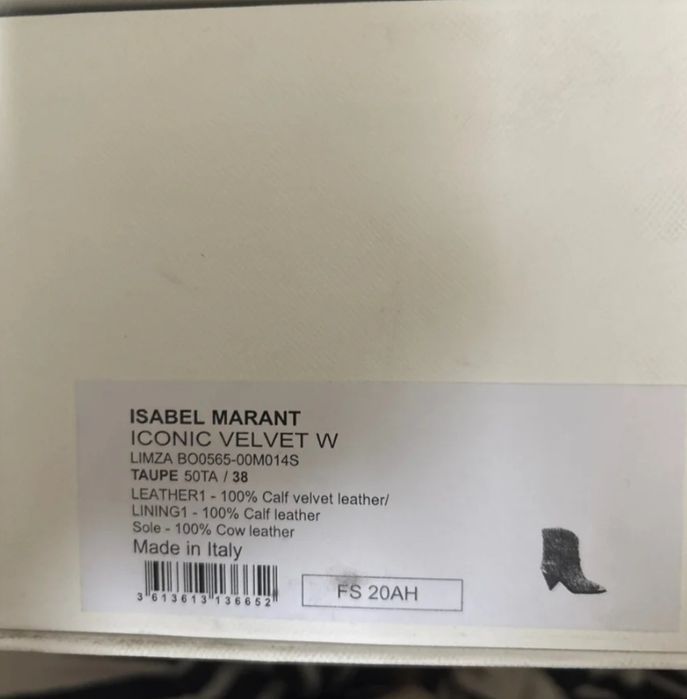 ISABEL MARANT
ICONIC VELVET W
LIMZA BO0565-00M014S
TAUPE 50TA / 38
LEATHER1 - 100% Calf velvet leather/
LINING1 - 100% Calf leather
Sole - 100% Cow leather
Made in Italy
3 613613 136652
FS 20AH